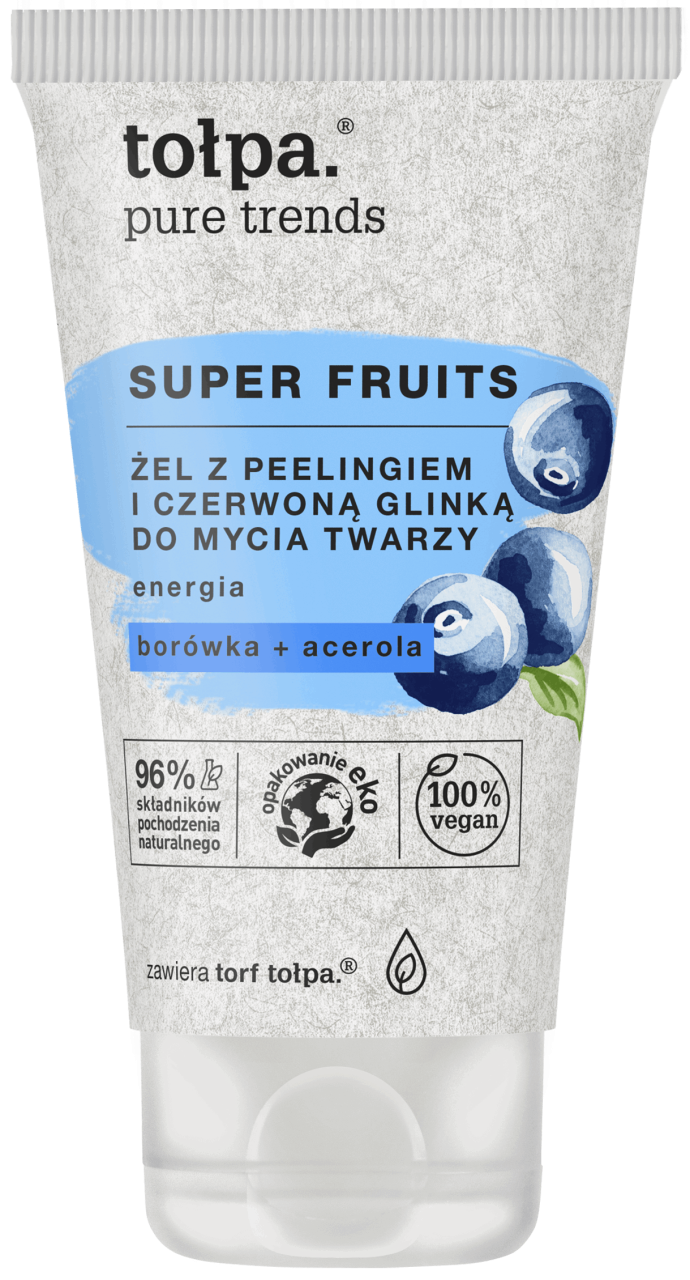 tołpa.®
pure trends
SUPER FRUITS
ŻEL Z PEELINGIEM
I CZERWONĄ GLINKĄ
DO MYCIA TWARZY
energia
borówka + acerola
96%
składników
pochodzenia
naturalnego
opakowanie eko
100%
vegan
zawiera torf tołpa.®